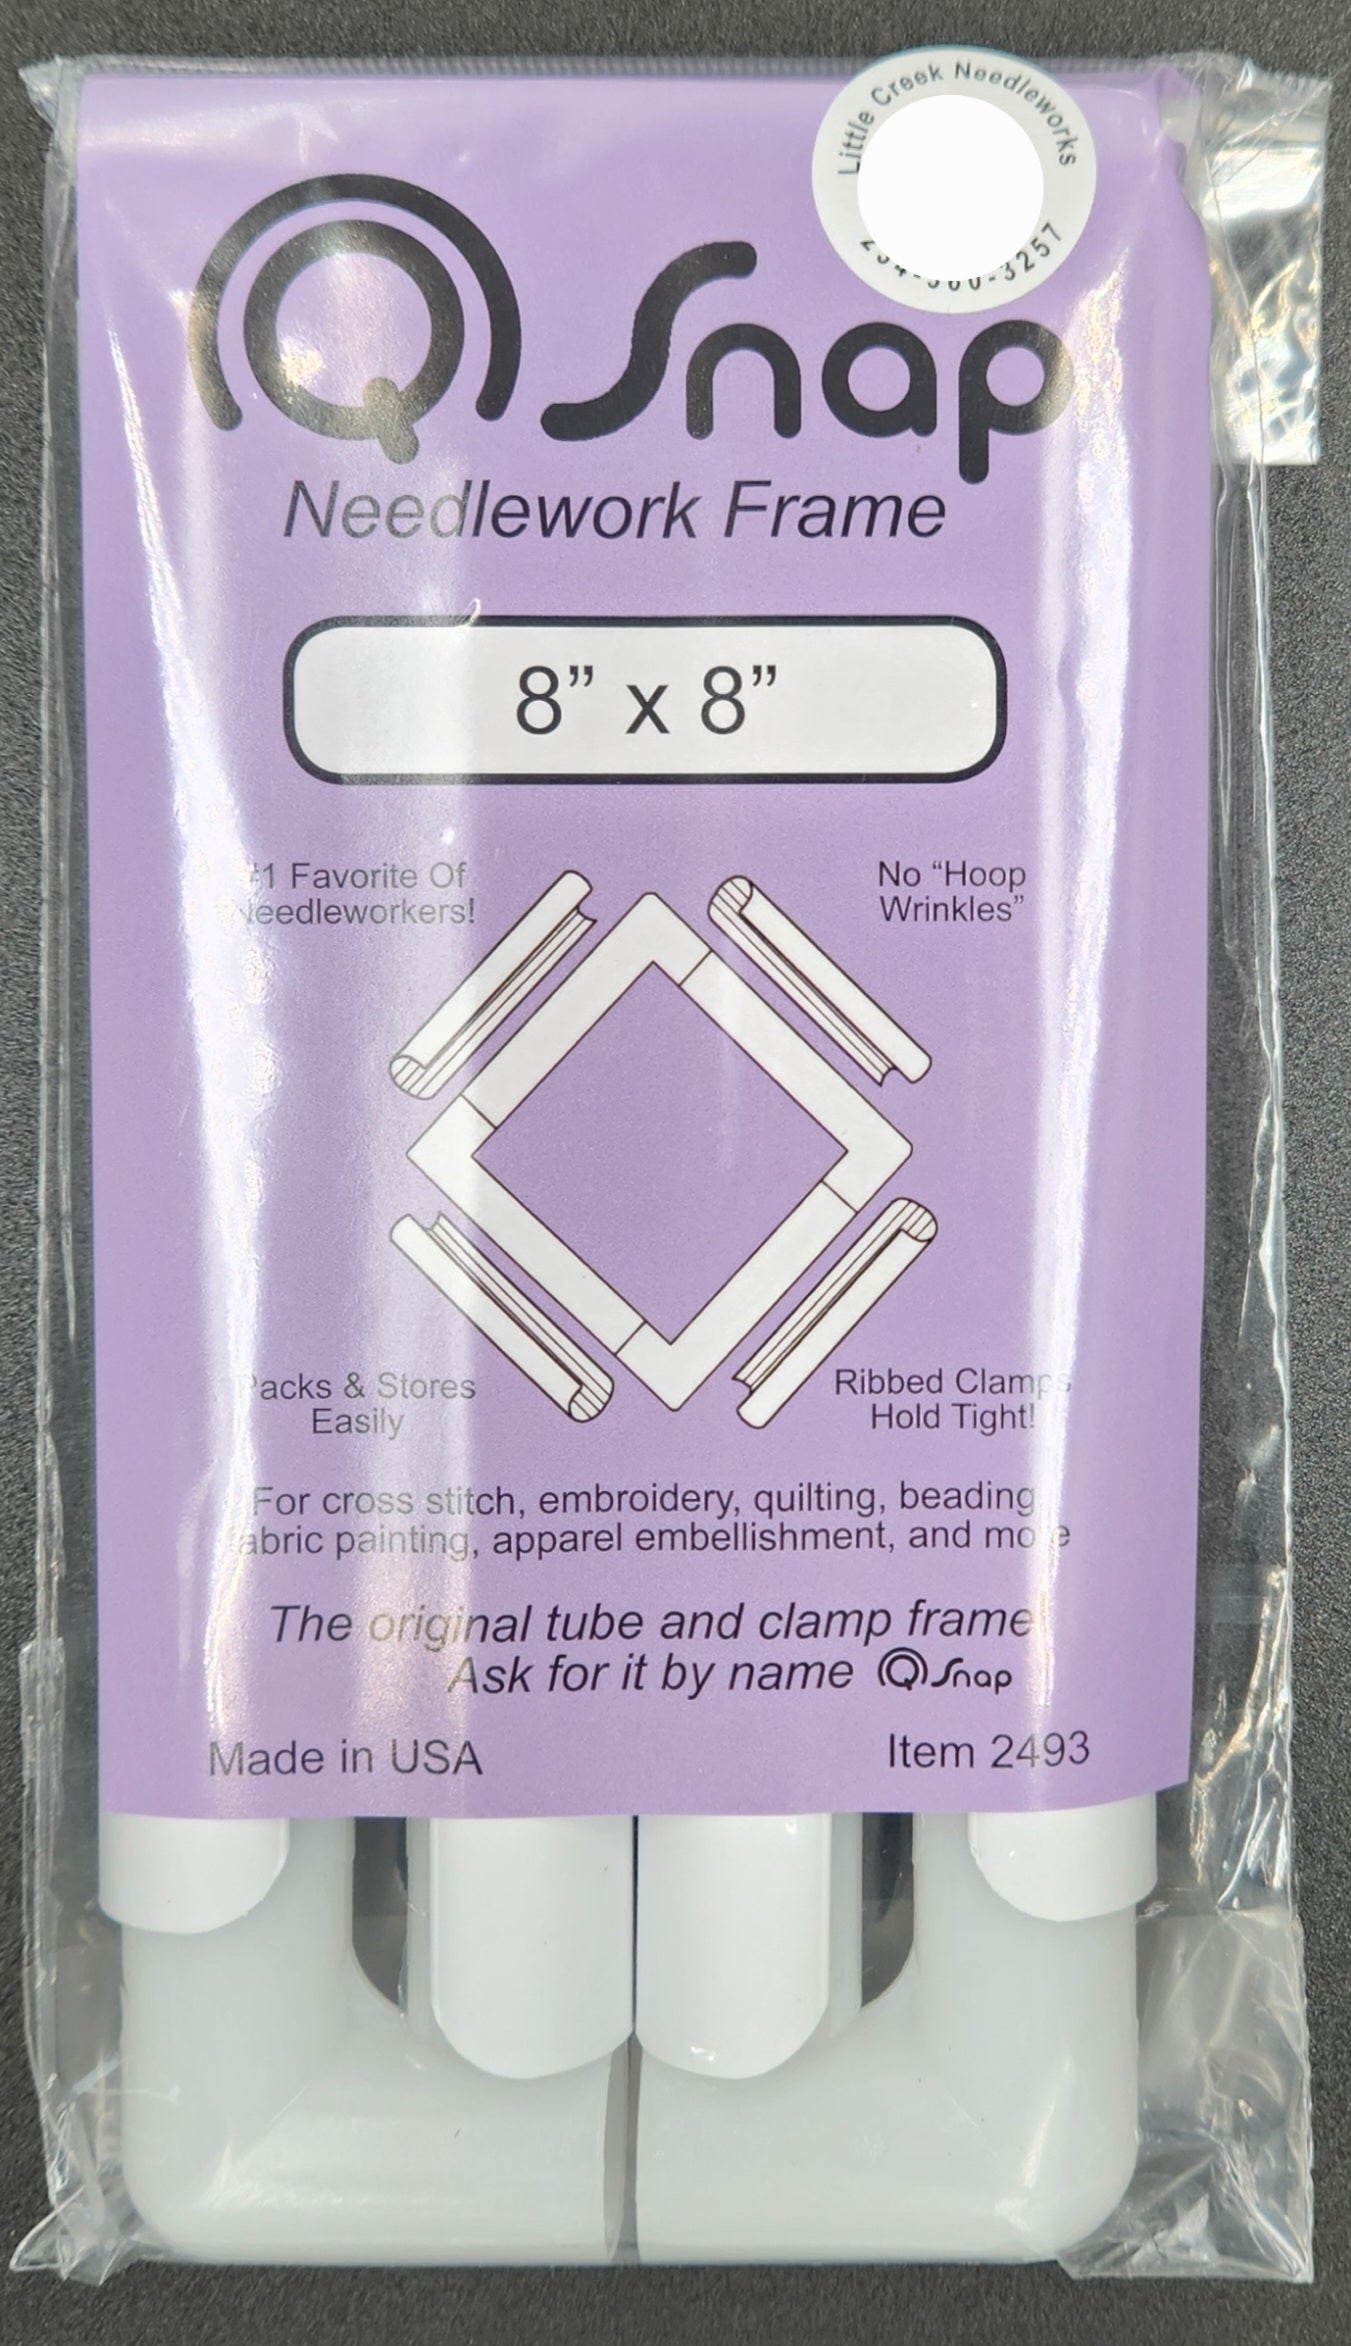 Little Creek Needleworks
Q Snap
Needlework Frame
8” x 8”
#1 Favorite Of
Needleworkers!
No “Hoop
Wrinkles”
Packs & Stores
Easily
Ribbed Clamps
Hold Tight!
For cross stitch, embroidery, quilting, beading
fabric painting, apparel embellishment, and more
The original tube and clamp frame
Ask for it by name Q Snap
Made in USA
Item 2493